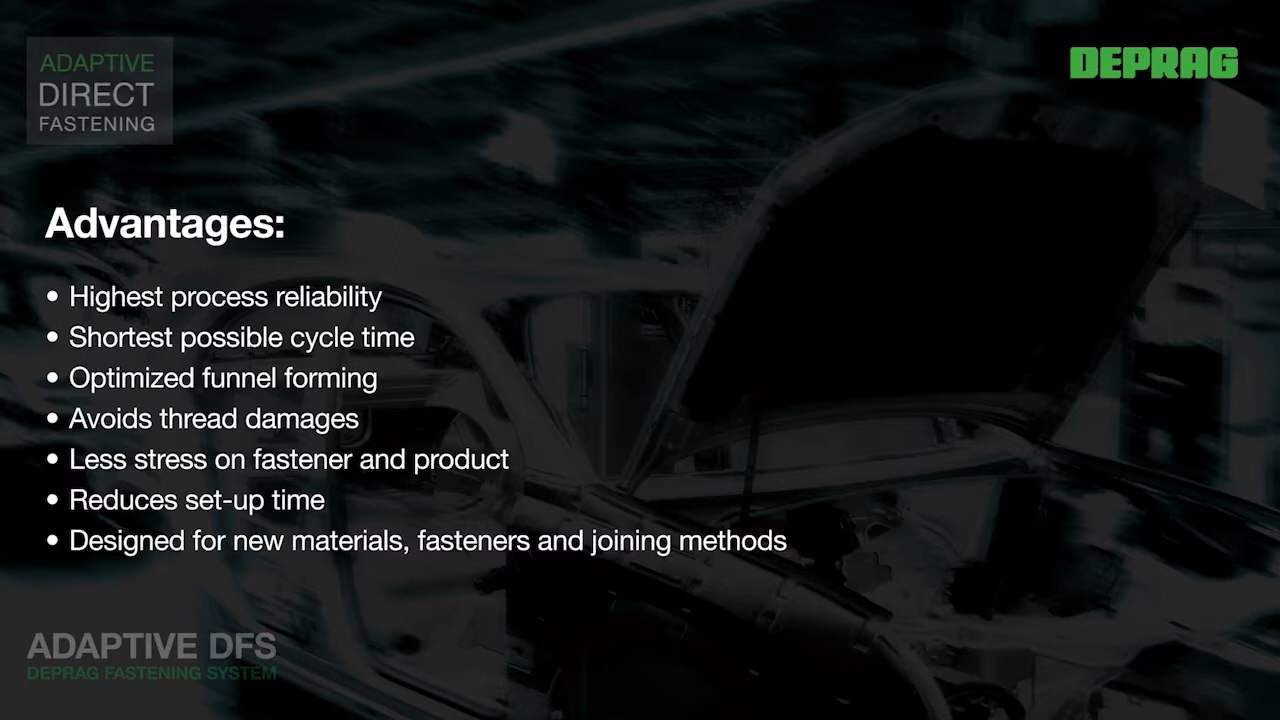 ADAPTIVE
DIRECT
FASTENING
DEPRAG
Advantages:
• Highest process reliability
• Shortest possible cycle time
• Optimized funnel forming
• Avoids thread damages
• Less stress on fastener and product
• Reduces set-up time
• Designed for new materials, fasteners and joining methods
ADAPTIVE DFS
DEPRAG FASTENING SYSTEM